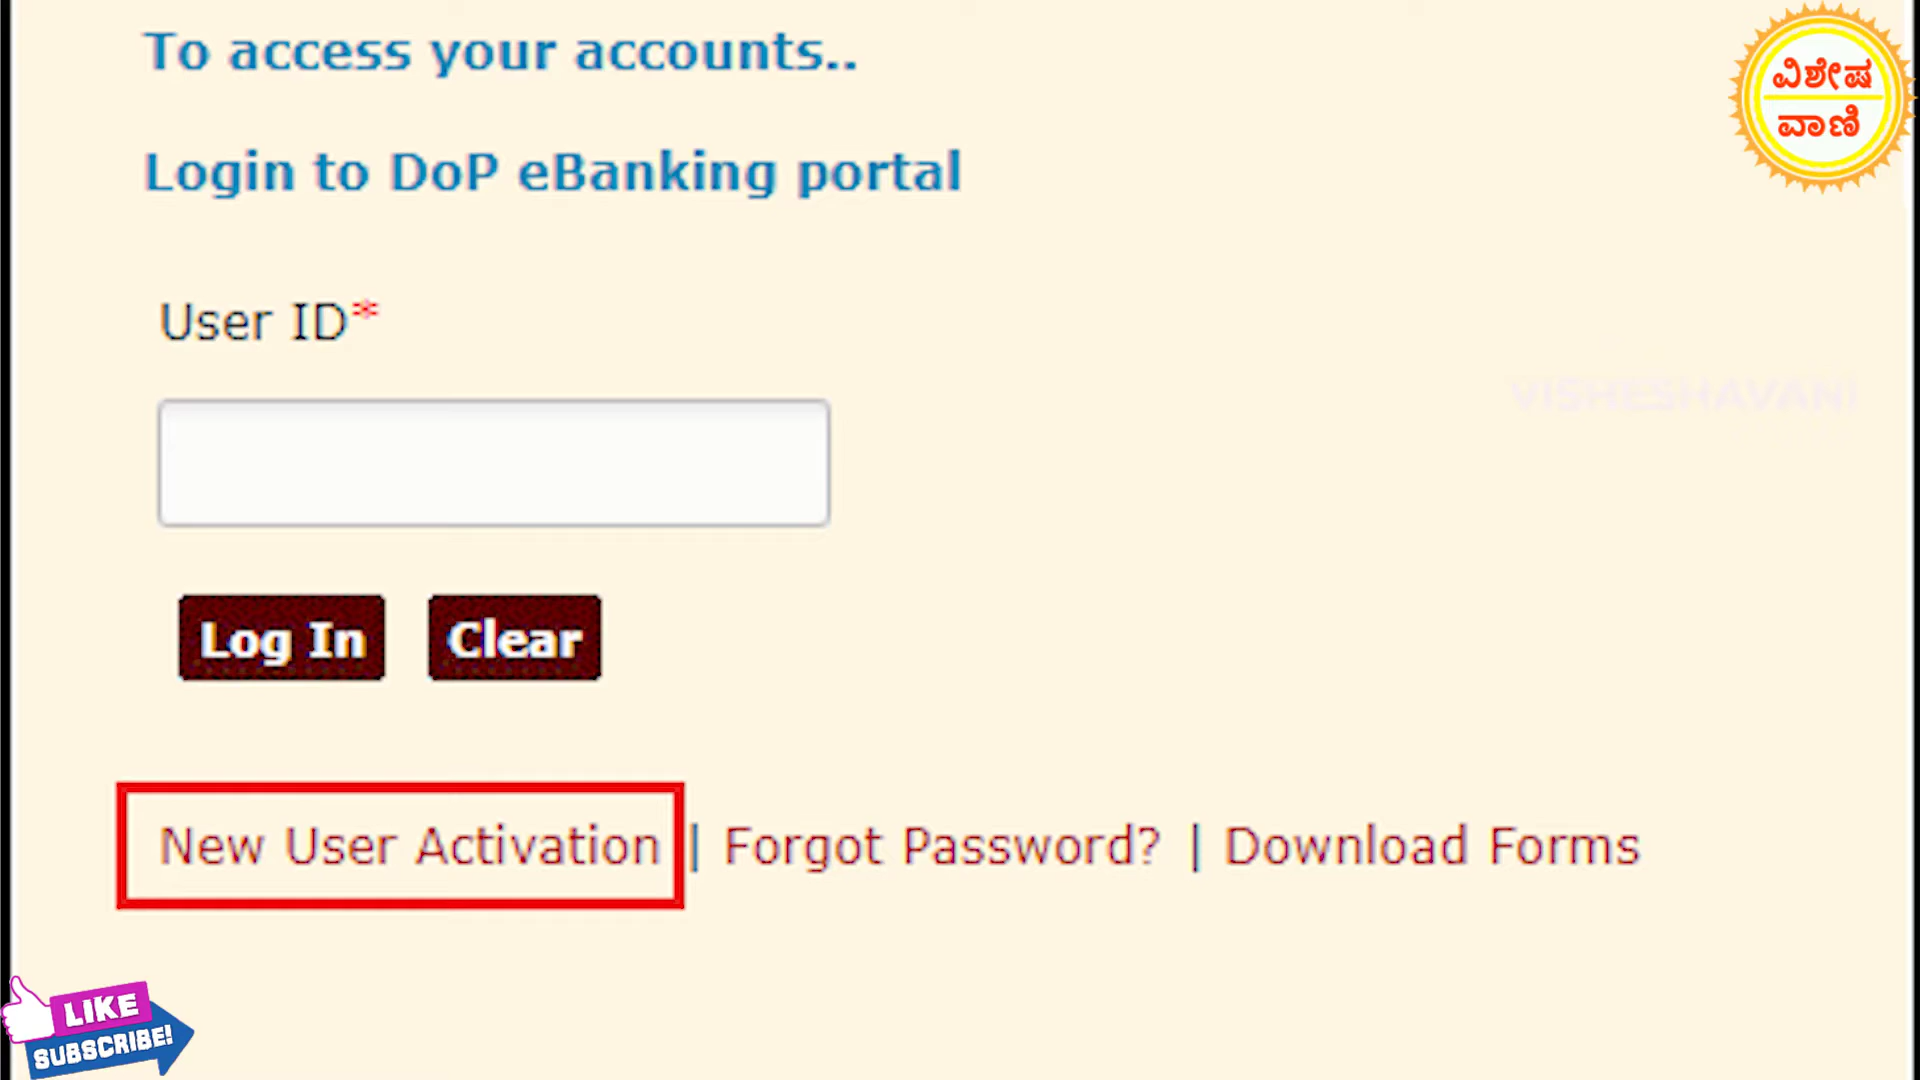 To access your accounts..
ವಿಶೇಷ
ವಾಣಿ
Login to DoP eBanking portal
User ID*
VISHESHAVANI
Log In Clear
New User Activation | Forgot Password? | Download Forms
LIKE
SUBSCRIBE!